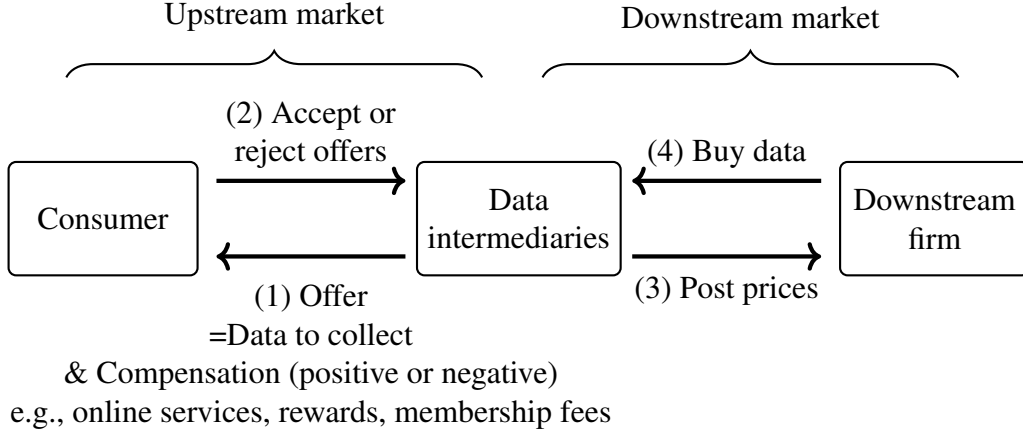 Upstream market
Downstream market
(2) Accept or
reject offers
(4) Buy data
Consumer
Data
intermediaries
Downstream
firm
(1) Offer
=Data to collect
& Compensation (positive or negative)
e.g., online services, rewards, membership fees
(3) Post prices